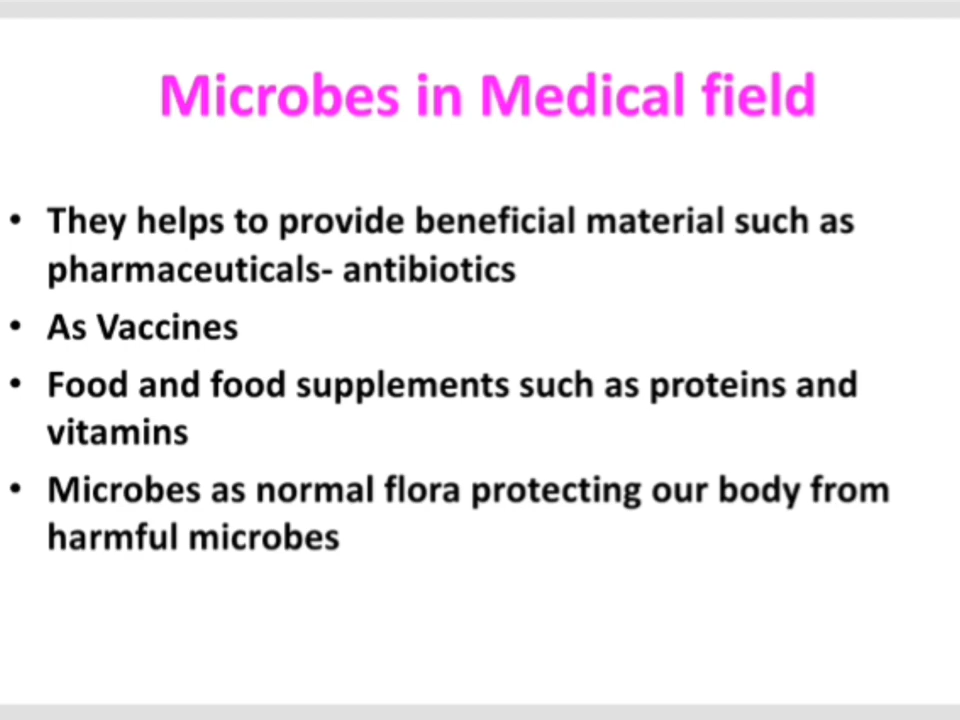 Microbes in Medical field
• They helps to provide beneficial material such as
pharmaceuticals- antibiotics
• As Vaccines
• Food and food supplements such as proteins and
vitamins
• Microbes as normal flora protecting our body from
harmful microbes